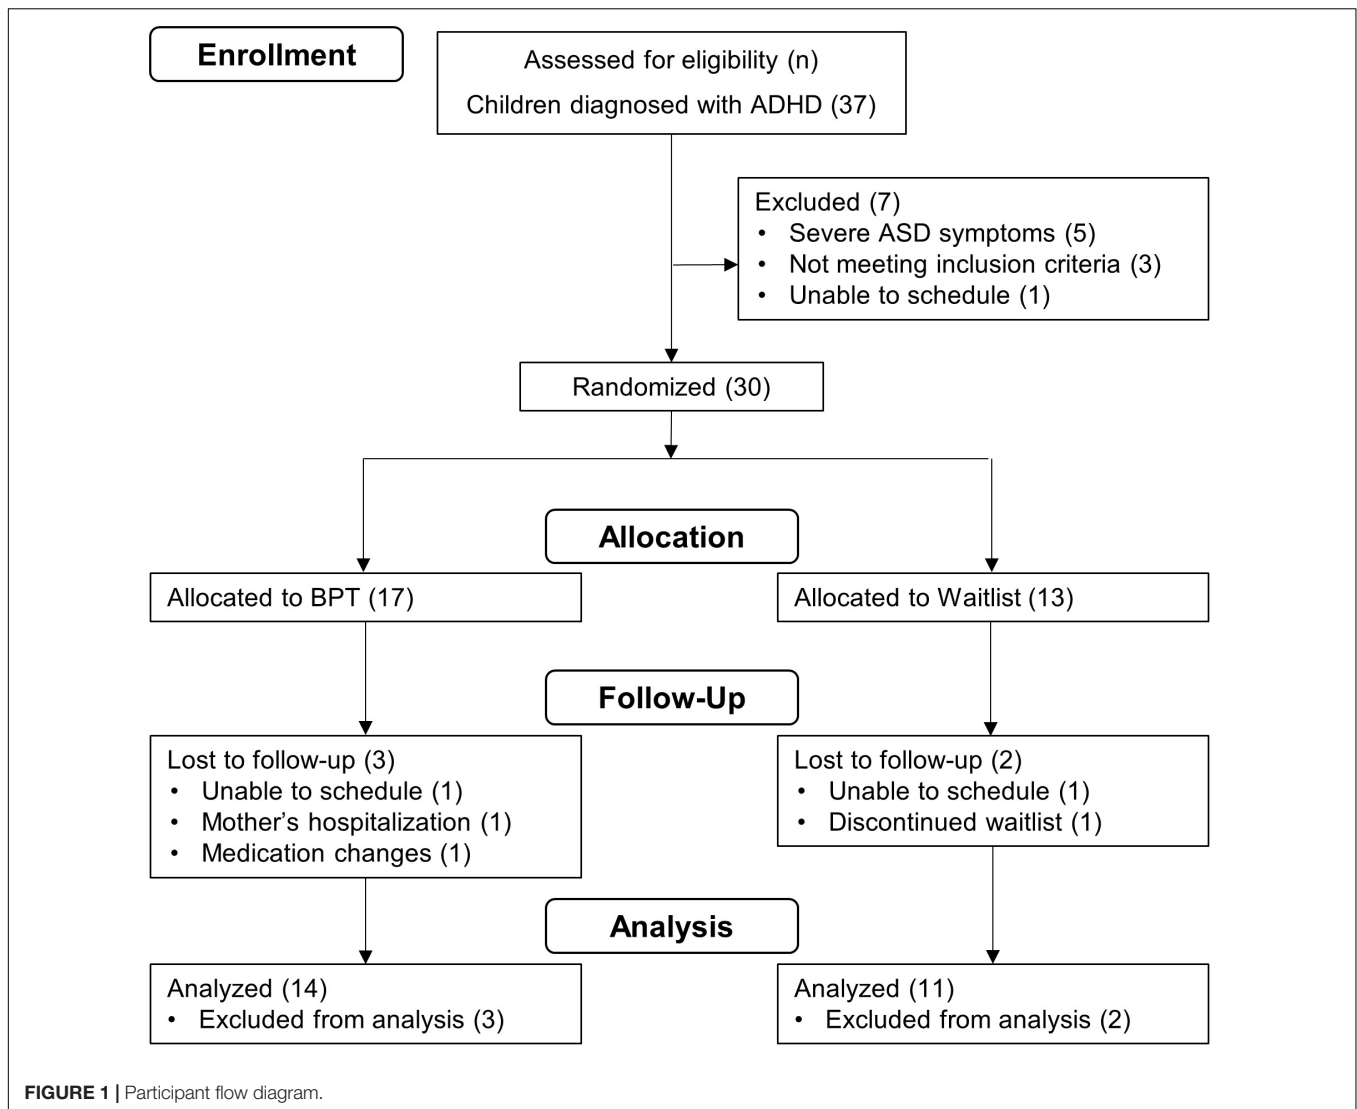 Enrollment
Assessed for eligibility (n)
Children diagnosed with ADHD (37)
Excluded (7)
• Severe ASD symptoms (5)
• Not meeting inclusion criteria (3)
• Unable to schedule (1)
Randomized (30)
Allocation
Allocated to BPT (17)
Allocated to Waitlist (13)
Follow-Up
Lost to follow-up (3)
• Unable to schedule (1)
• Mother’s hospitalization (1)
• Medication changes (1)
Lost to follow-up (2)
• Unable to schedule (1)
• Discontinued waitlist (1)
Analysis
Analyzed (14)
• Excluded from analysis (3)
Analyzed (11)
• Excluded from analysis (2)
FIGURE 1 | Participant flow diagram.